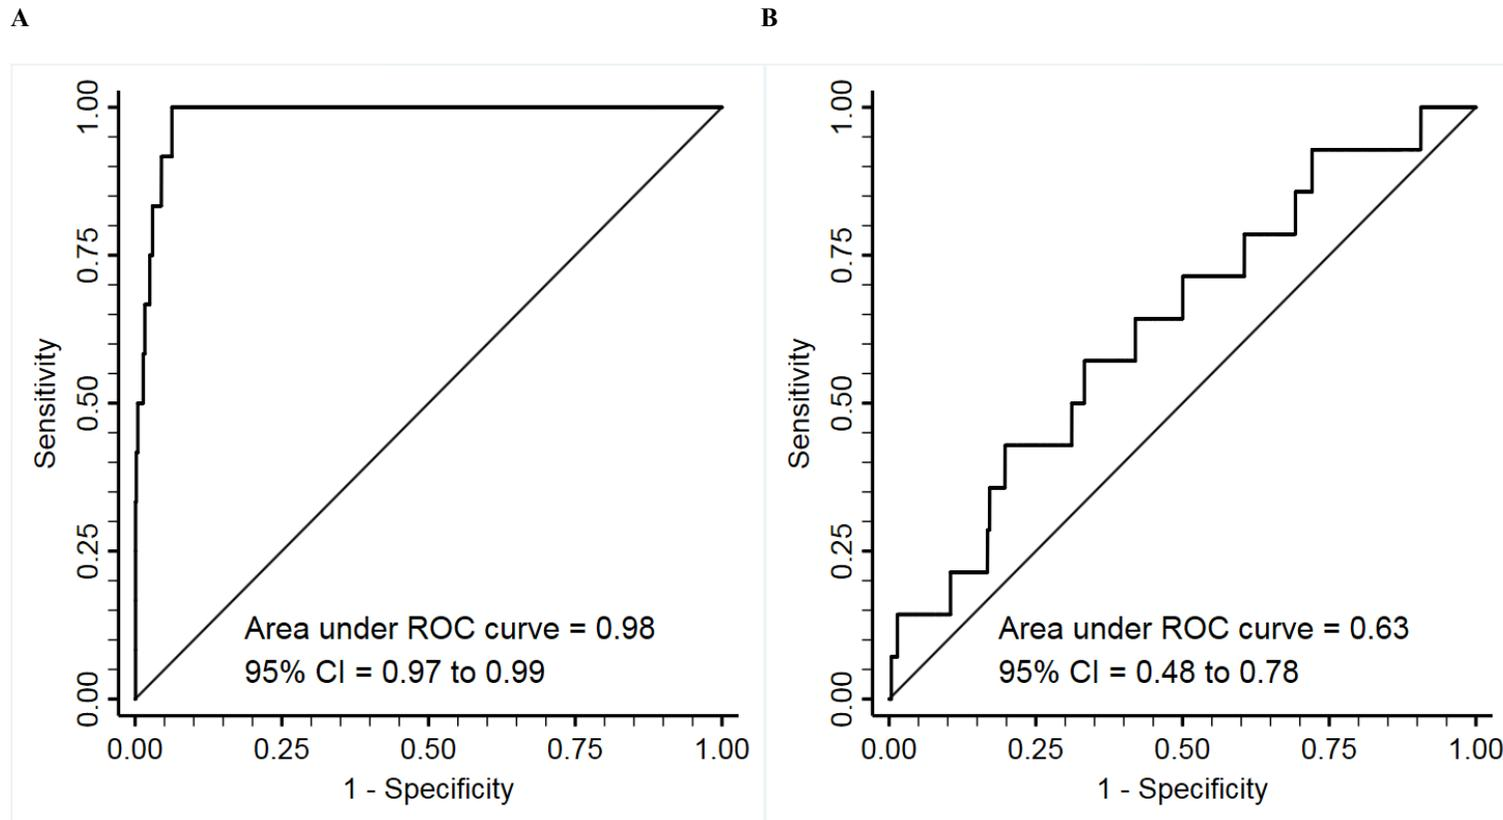 A
B
1.00
0.75
0.50
0.25
0.00
Sensitivity
Area under ROC curve = 0.98
95% CI = 0.97 to 0.99
0.00 0.25 0.50 0.75 1.00
1 - Specificity
1.00
0.75
0.50
0.25
0.00
Sensitivity
Area under ROC curve = 0.63
95% CI = 0.48 to 0.78
0.00 0.25 0.50 0.75 1.00
1 - Specificity